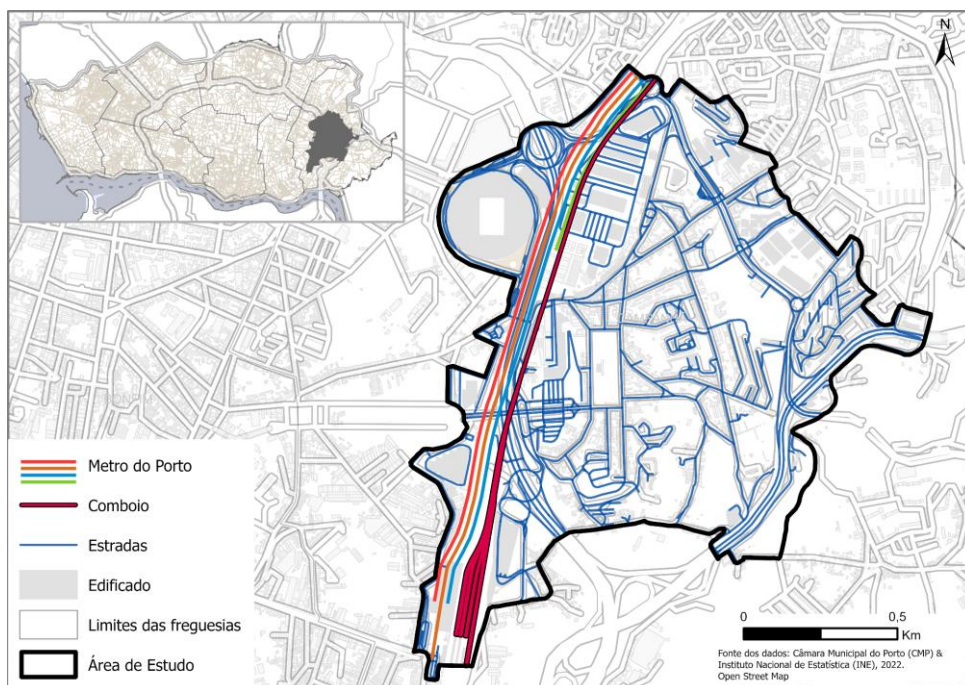 N
Metro do Porto
Comboio
Estradas
Edificado
Limites das freguesias
Área de Estudo
0 0,5
Km
Fonte dos dados: Câmara Municipal do Porto (CMP) &
Instituto Nacional de Estatística (INE), 2022.
Open Street Map